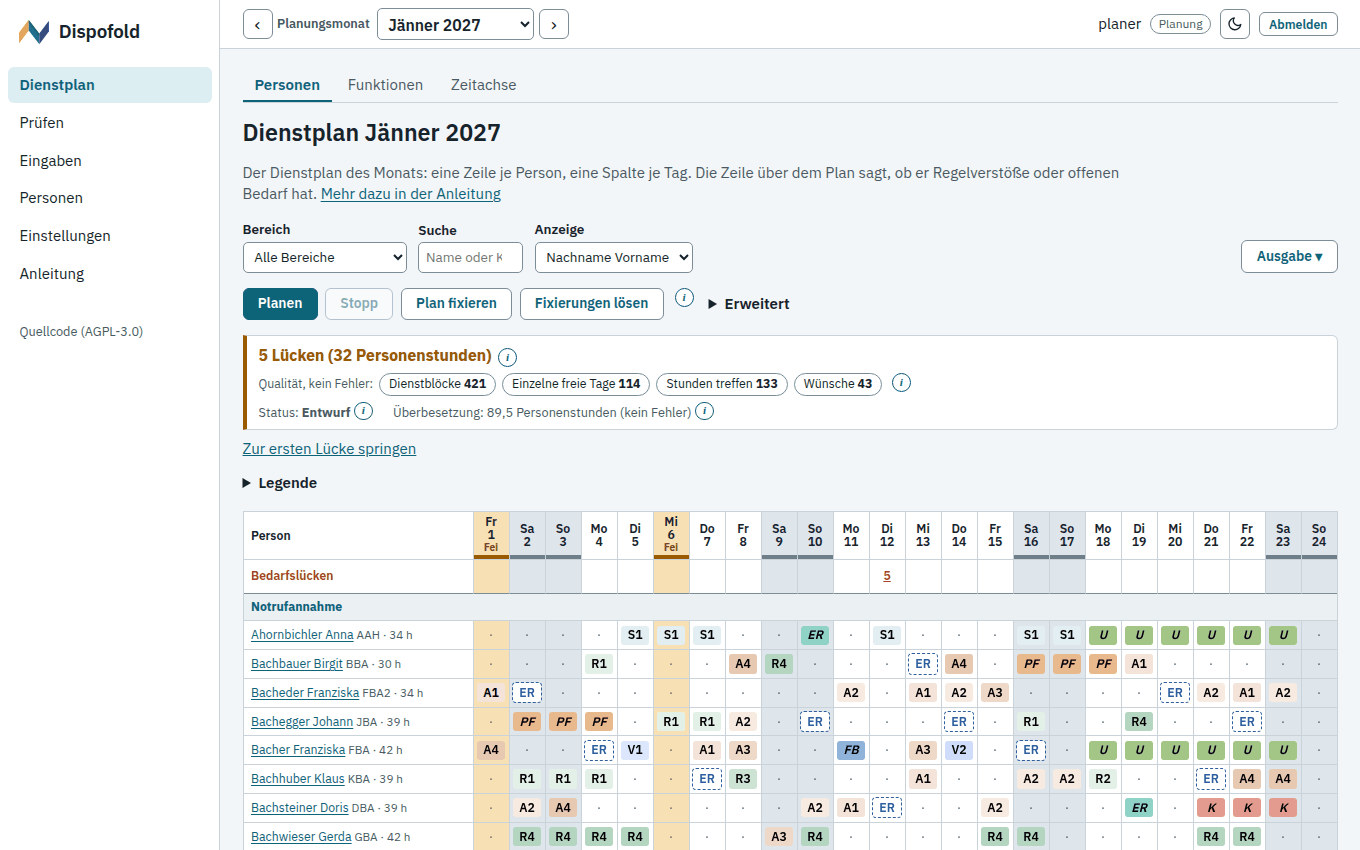 Dispofold
‹ Planungsmonat Jänner 2027 ›
planer Planung Abmelden
Dienstplan
Prüfen
Eingaben
Personen
Einstellungen
Anleitung
Quellcode (AGPL-3.0)
Personen Funktionen Zeitachse
Dienstplan Jänner 2027
Der Dienstplan des Monats: eine Zeile je Person, eine Spalte je Tag. Die Zeile über dem Plan sagt, ob er Regelverstöße oder offenen
Bedarf hat. Mehr dazu in der Anleitung
Bereich Suche Anzeige
Alle Bereiche Name oder K Nachname Vorname Ausgabe ▾
Planen Stopp Plan fixieren Fixierungen lösen i ▶ Erweitert
5 Lücken (32 Personenstunden) i
Qualität, kein Fehler: Dienstblöcke 421 Einzelne freie Tage 114 Stunden treffen 133 Wünsche 43 i
Status: Entwurf i Überbesetzung: 89,5 Personenstunden (kein Fehler) i
Zur ersten Lücke springen
▶ Legende
Person Fr 1 Fei Sa 2 So 3 Mo 4 Di 5 Mi 6 Fei Do 7 Fr 8 Sa 9 So 10 Mo 11 Di 12 Mi 13 Do 14 Fr 15 Sa 16 So 17 Mo 18 Di 19 Mi 20 Do 21 Fr 22 Sa 23 So 24
Bedarfslücken 5
Notrufannahme
Ahornbichler Anna AAH · 34 h · · · · S1 S1 S1 · · ER · S1 · · · S1 S1 U U U U U U ·
Bachbauer Birgit BBA · 30 h · · · R1 · · · A4 R4 · · · ER A4 · PF PF PF A1 · · · · ·
Bacheder Franziska FBA2 · 34 h A1 ER · · · · · · · · A2 · A1 A2 A3 · · · · ER A2 A1 A2 ·
Bachegger Johann JBA · 39 h · PF PF PF · R1 R1 A2 · ER · · · ER · R1 · · R4 · · ER · ·
Bacher Franziska FBA · 42 h A4 · · ER V1 · A1 A3 · · FB · A3 V2 · ER · U U U U U U ·
Bachhuber Klaus KBA · 39 h · R1 R1 R1 · · ER R3 · · · · A1 · · A2 A2 R2 · · ER A4 A4 ·
Bachsteiner Doris DBA · 39 h · A2 A4 · · · · · · A2 A1 ER · · A2 · · · ER · K K K ·
Bachwieser Gerda GBA · 42 h · R4 R4 R4 R4 · · · A3 R4 · · · · R4 R4 · · · · R4 R4 · ·